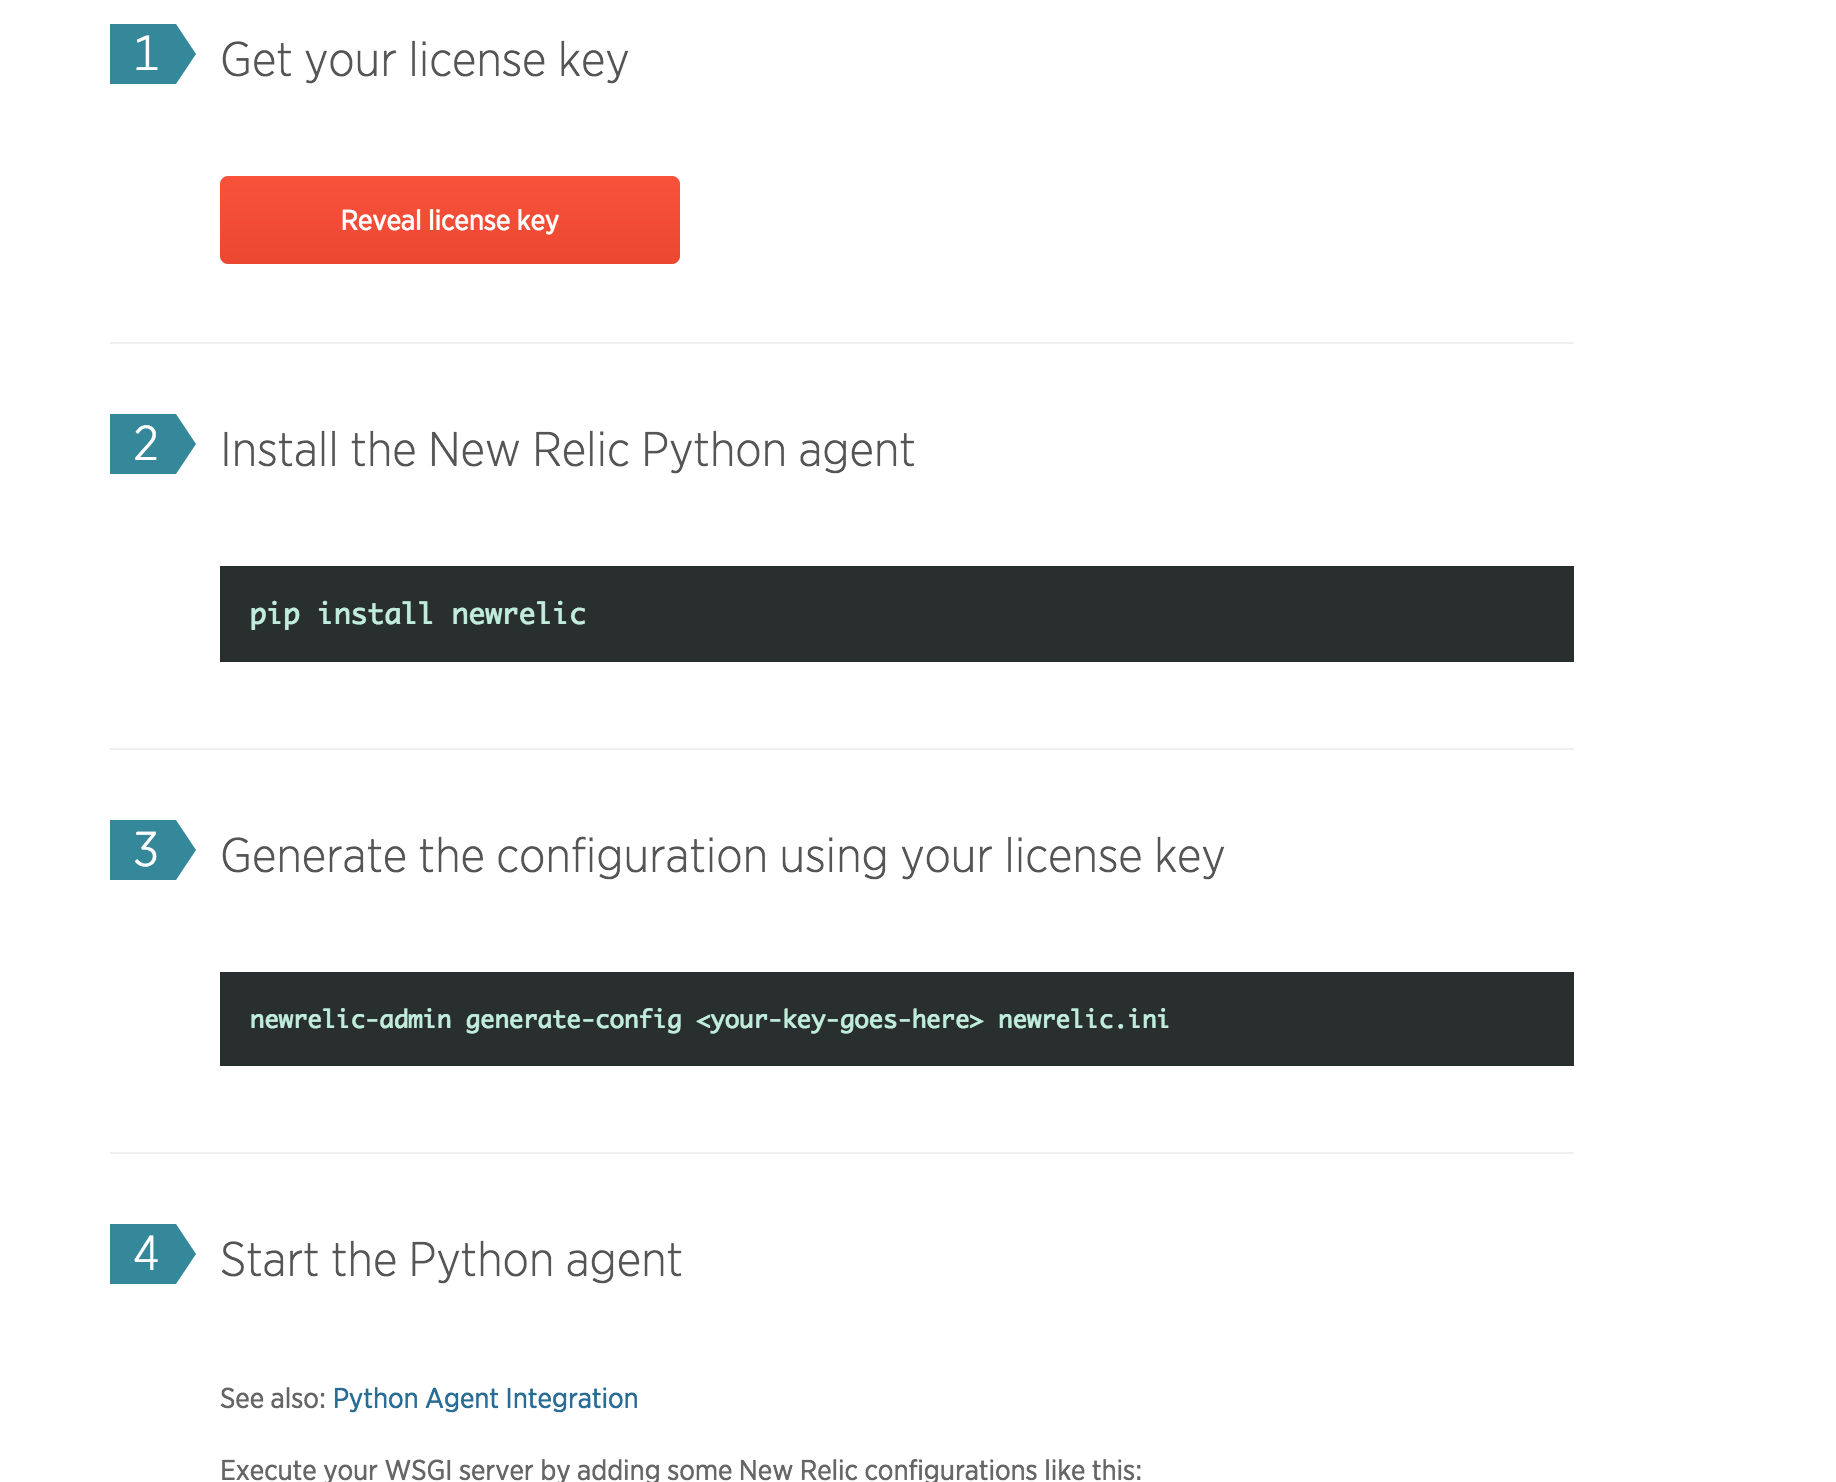 1 Get your license key
Reveal license key
2 Install the New Relic Python agent
pip install newrelic
3 Generate the configuration using your license key
newrelic-admin generate-config <your-key-goes-here> newrelic.ini
4 Start the Python agent
See also: Python Agent Integration
Execute your WSGI server by adding some New Relic configurations like this: